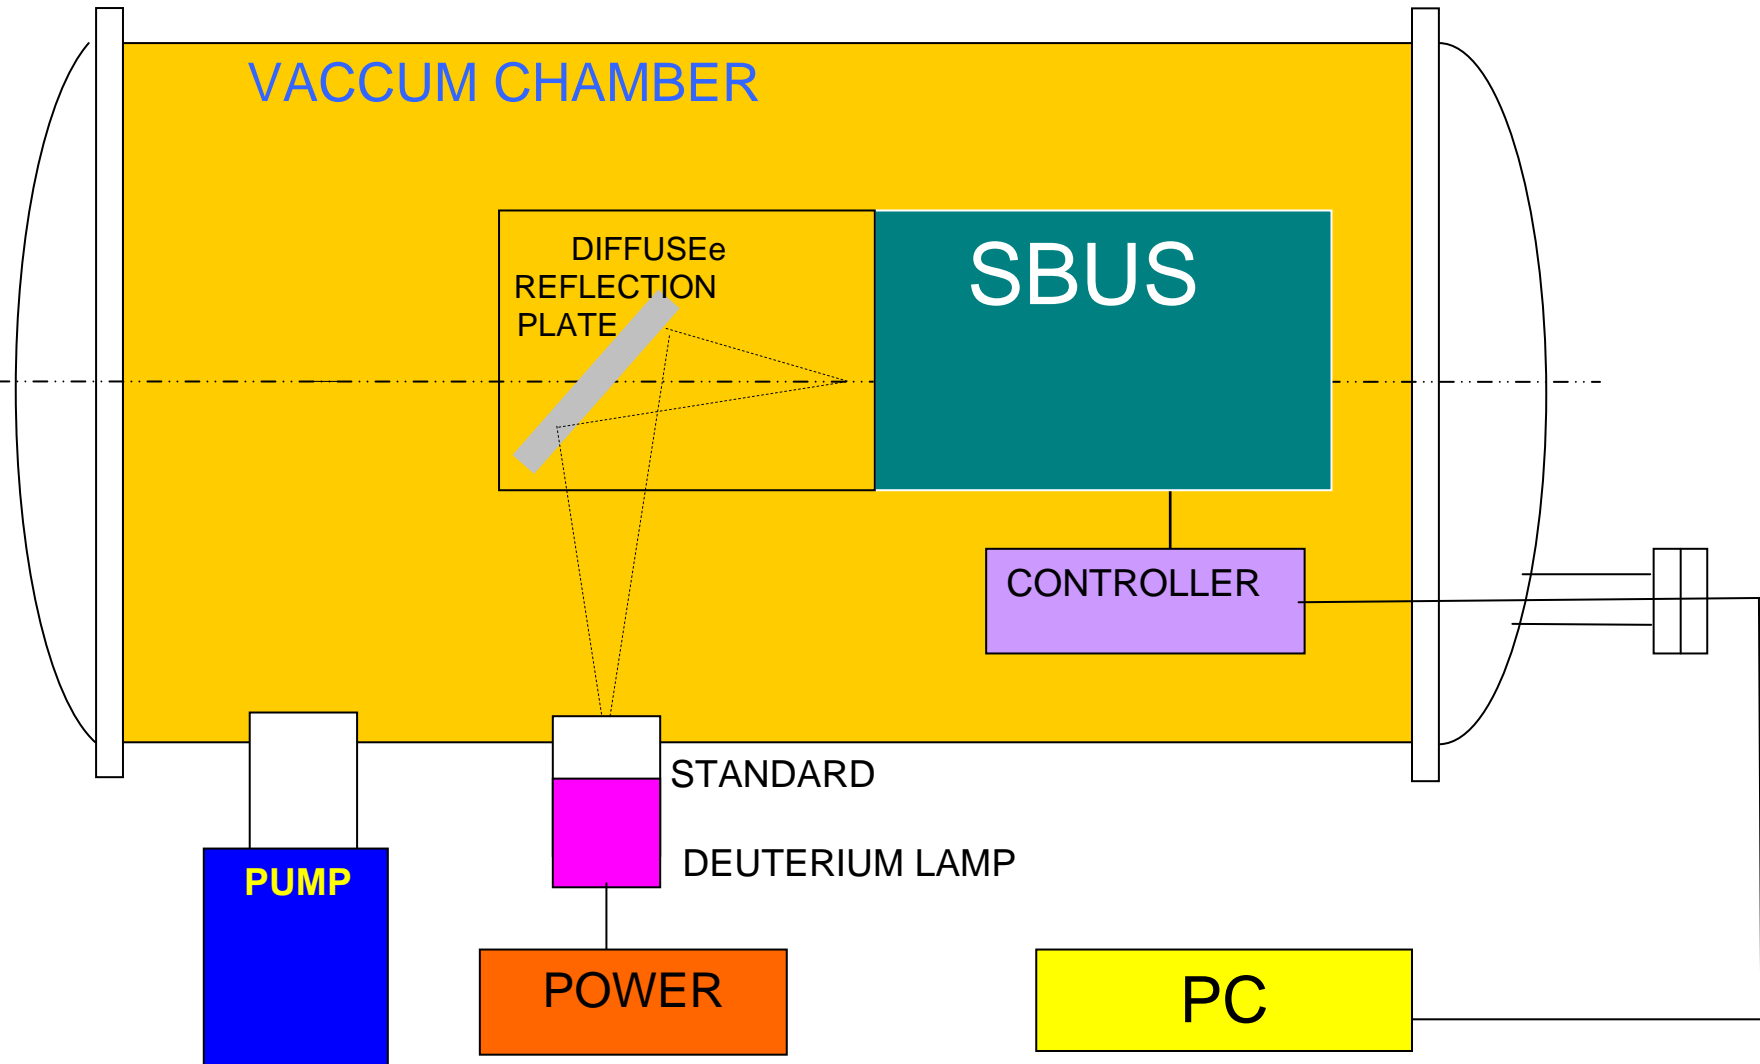 VACCUM CHAMBER
DIFFUSEe
REFLECTION
PLATE
SBUS
CONTROLLER
STANDARD
DEUTERIUM LAMP
PUMP
POWER
PC